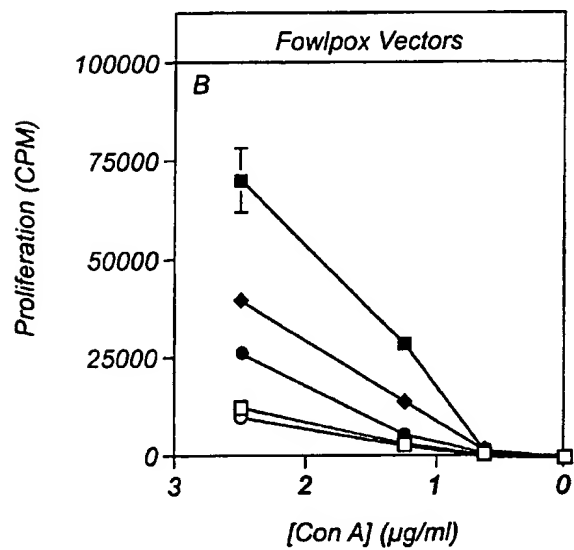 Fowlpox Vectors
B
Proliferation (CPM)
100000
75000
50000
25000
0
3 2 1 0
[Con A] (µg/ml)